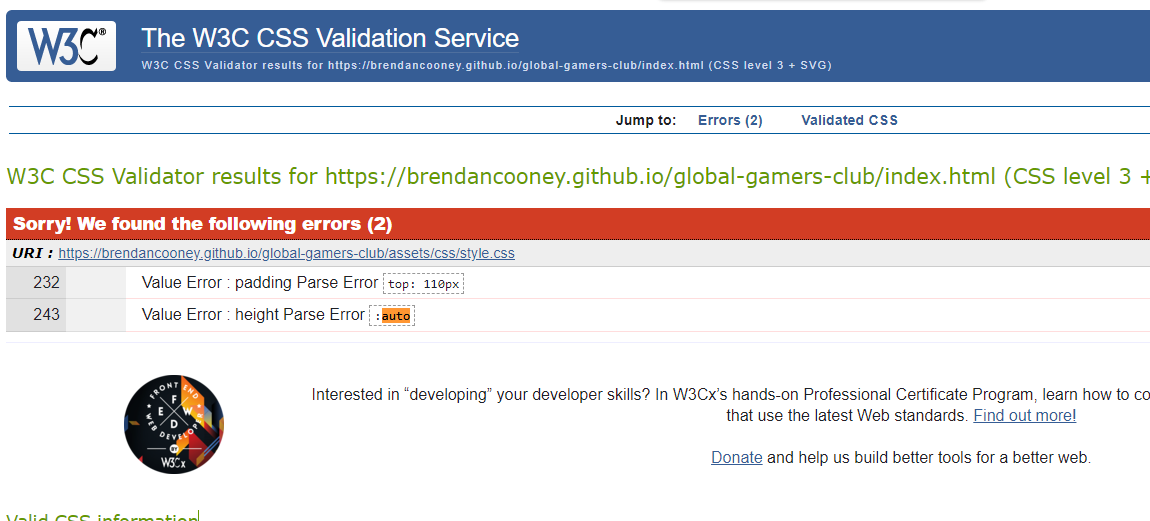 W3C®
The W3C CSS Validation Service
W3C CSS Validator results for https://brendancooney.github.io/global-gamers-club/index.html (CSS level 3 + SVG)
Jump to: Errors (2) Validated CSS
W3C CSS Validator results for https://brendancooney.github.io/global-gamers-club/index.html (CSS level 3 +
Sorry! We found the following errors (2)
URI : https://brendancooney.github.io/global-gamers-club/assets/css/style.css
232 Value Error : padding Parse Error top: 110px
243 Value Error : height Parse Error :auto
FRONT END
WEB DEVELOPER
F
E W
D
BY
W3Cx
Interested in “developing” your developer skills? In W3Cx’s hands-on Professional Certificate Program, learn how to co
that use the latest Web standards. Find out more!
Donate and help us build better tools for a better web.
Valid CSS information